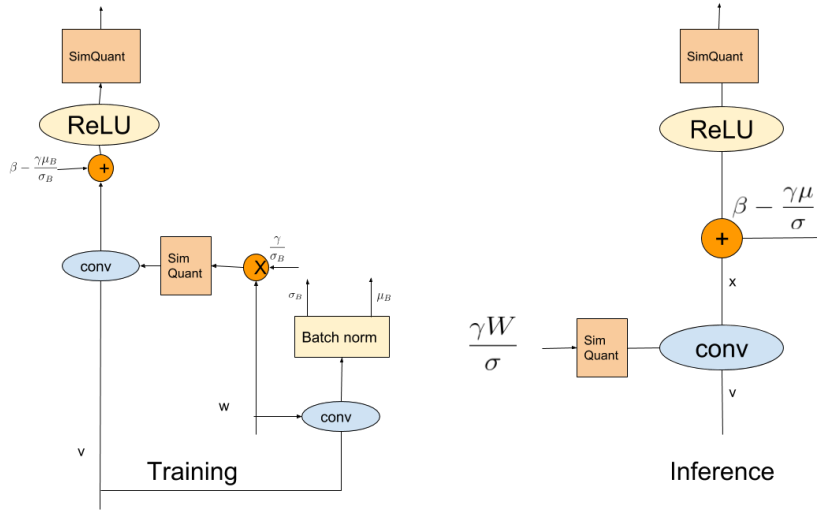 SimQuant
ReLU
β − γμ_B/σ_B
+
conv
Sim
Quant
X
γ/σ_B
σ_B
μ_B
Batch norm
w
conv
v
Training
SimQuant
ReLU
β − γμ/σ
+
x
γW/σ
Sim
Quant
conv
v
Inference